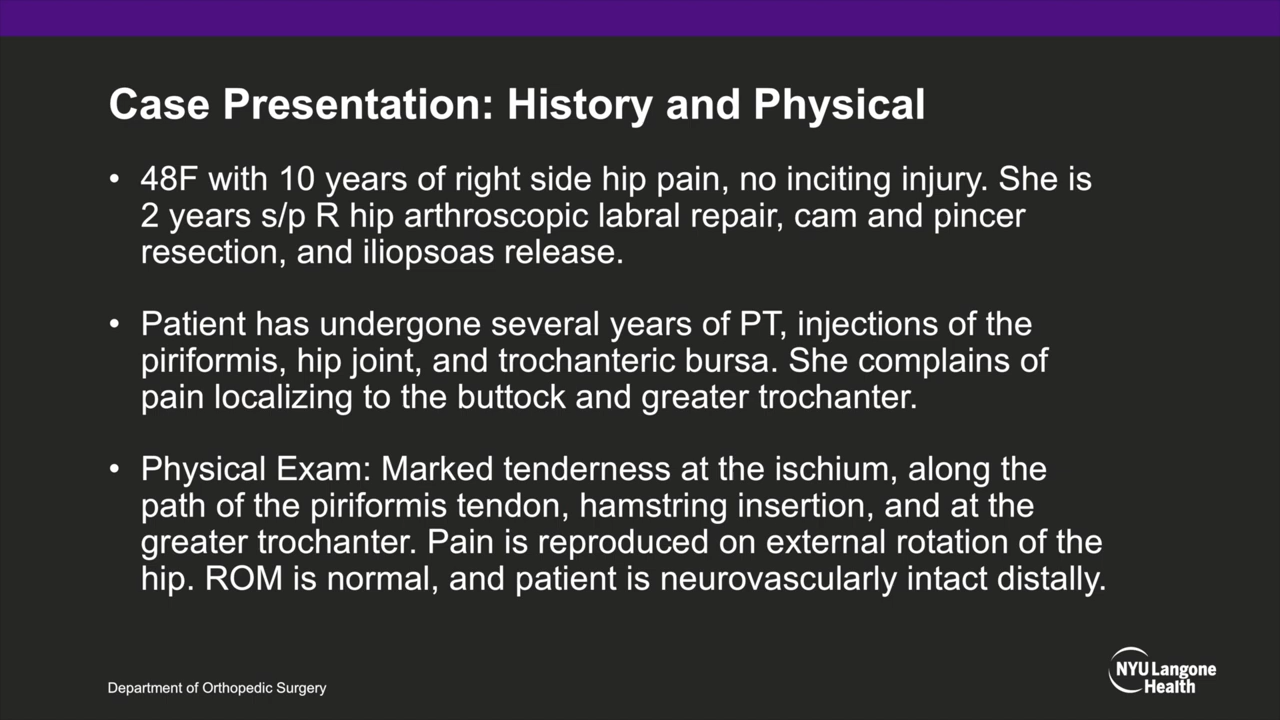 Case Presentation: History and Physical
• 48F with 10 years of right side hip pain, no inciting injury. She is
2 years s/p R hip arthroscopic labral repair, cam and pincer
resection, and iliopsoas release.
• Patient has undergone several years of PT, injections of the
piriformis, hip joint, and trochanteric bursa. She complains of
pain localizing to the buttock and greater trochanter.
• Physical Exam: Marked tenderness at the ischium, along the
path of the piriformis tendon, hamstring insertion, and at the
greater trochanter. Pain is reproduced on external rotation of the
hip. ROM is normal, and patient is neurovascularly intact distally.
Department of Orthopedic Surgery
NYU Langone
Health